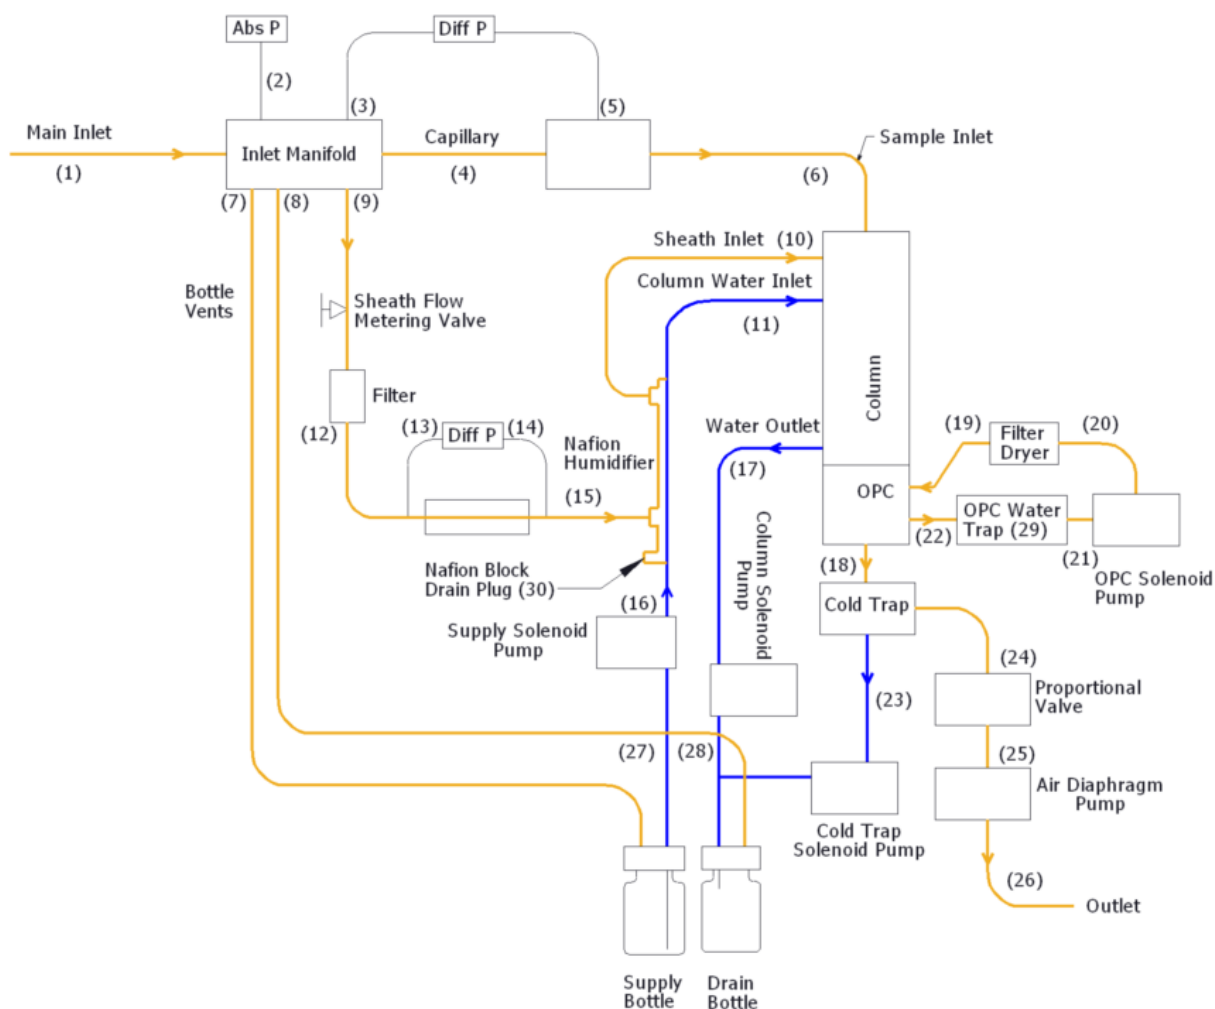 Abs P
Diff P
(2)
(3)
(5)
Main Inlet
Capillary
Sample Inlet
Inlet Manifold
(1)
(4)
(6)
(7)
(8)
(9)
Sheath Inlet
(10)
Column Water Inlet
Bottle
Vents
Sheath Flow
Metering Valve
(11)
Column
Filter
(12)
(13)
Diff P
(14)
Nafion
Humidifier
Water Outlet
(17)
(19)
Filter
Dryer
(20)
OPC
(15)
OPC Water
Trap (29)
(22)
(21)
OPC Solenoid
Pump
Column Solenoid
Pump
Nafion Block
Drain Plug (30)
(18)
Cold Trap
(16)
Supply Solenoid
Pump
(24)
Proportional
Valve
(23)
(27)
(28)
(25)
Air Diaphragm
Pump
Cold Trap
Solenoid Pump
(26)
Outlet
Supply
Bottle
Drain
Bottle